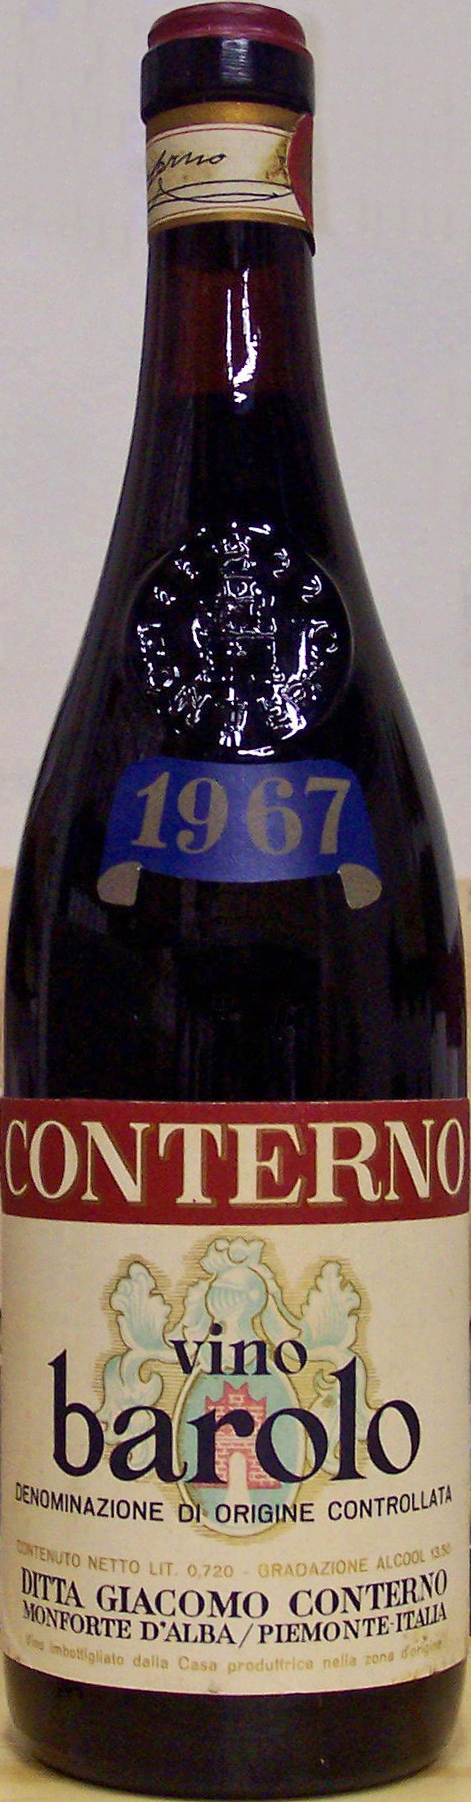 1967
CONTERNO
vino
barolo
DENOMINAZIONE DI ORIGINE CONTROLLATA
CONTENUTO NETTO LIT. 0,720 - GRADAZIONE ALCOOL 13.50
DITTA GIACOMO CONTERNO
MONFORTE D'ALBA/PIEMONTE-ITALIA
Vino imbottigliato dalla Casa produttrice nella zona d'origine